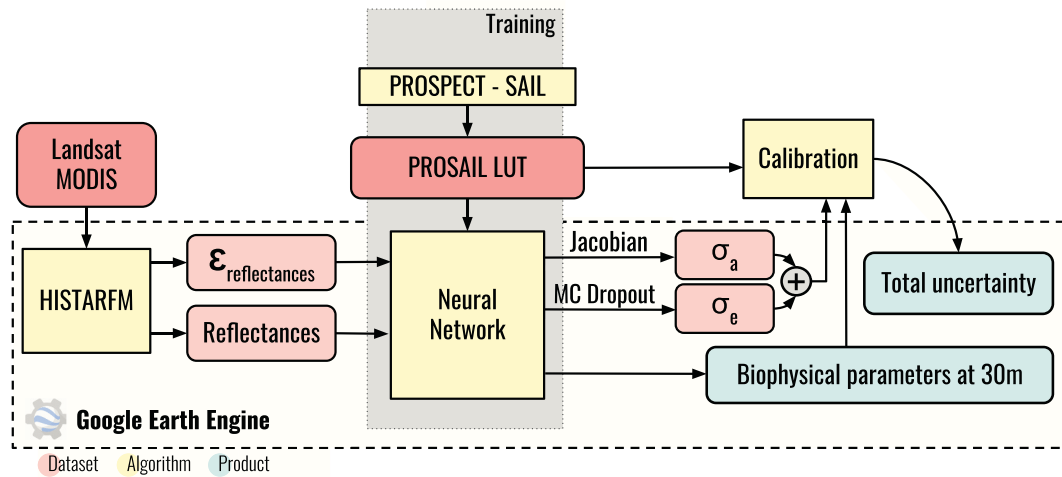 Training
PROSPECT - SAIL
Landsat
MODIS
PROSAIL LUT
Calibration
HISTARFM
εreflectances
Reflectances
Neural
Network
Jacobian
MC Dropout
σa
σe
+
Total uncertainty
Biophysical parameters at 30m
Google Earth Engine
Dataset Algorithm Product